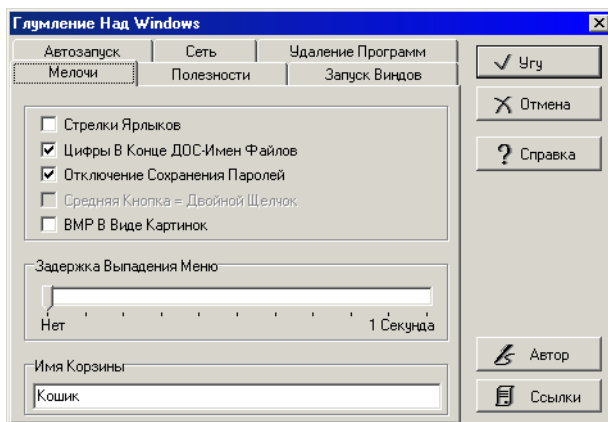 Глумление Над Windows
Автозапуск
Сеть
Удаление Программ
Мелочи
Полезности
Запуск Виндов
Стрелки Ярлыков
Цифры В Конце ДОС-Имен Файлов
Отключение Сохранения Паролей
Средняя Кнопка = Двойной Щелчок
BMP В Виде Картинок
Задержка Выпадения Меню
Нет
1 Секунда
Имя Корзины
Кошик
Угу
Отмена
? Справка
Автор
Ссылки